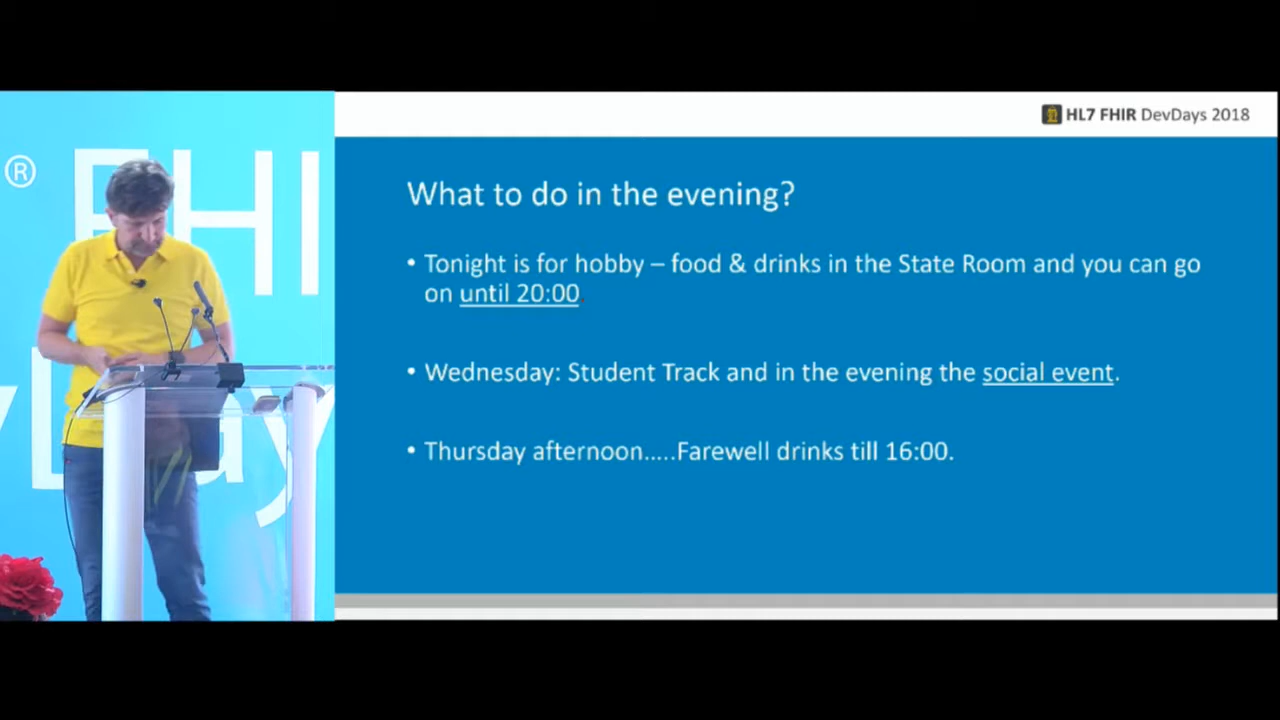 HL7 FHIR DevDays 2018
® FHI
yDay
What to do in the evening?
• Tonight is for hobby – food & drinks in the State Room and you can go
on until 20:00.
• Wednesday: Student Track and in the evening the social event.
• Thursday afternoon…..Farewell drinks till 16:00.